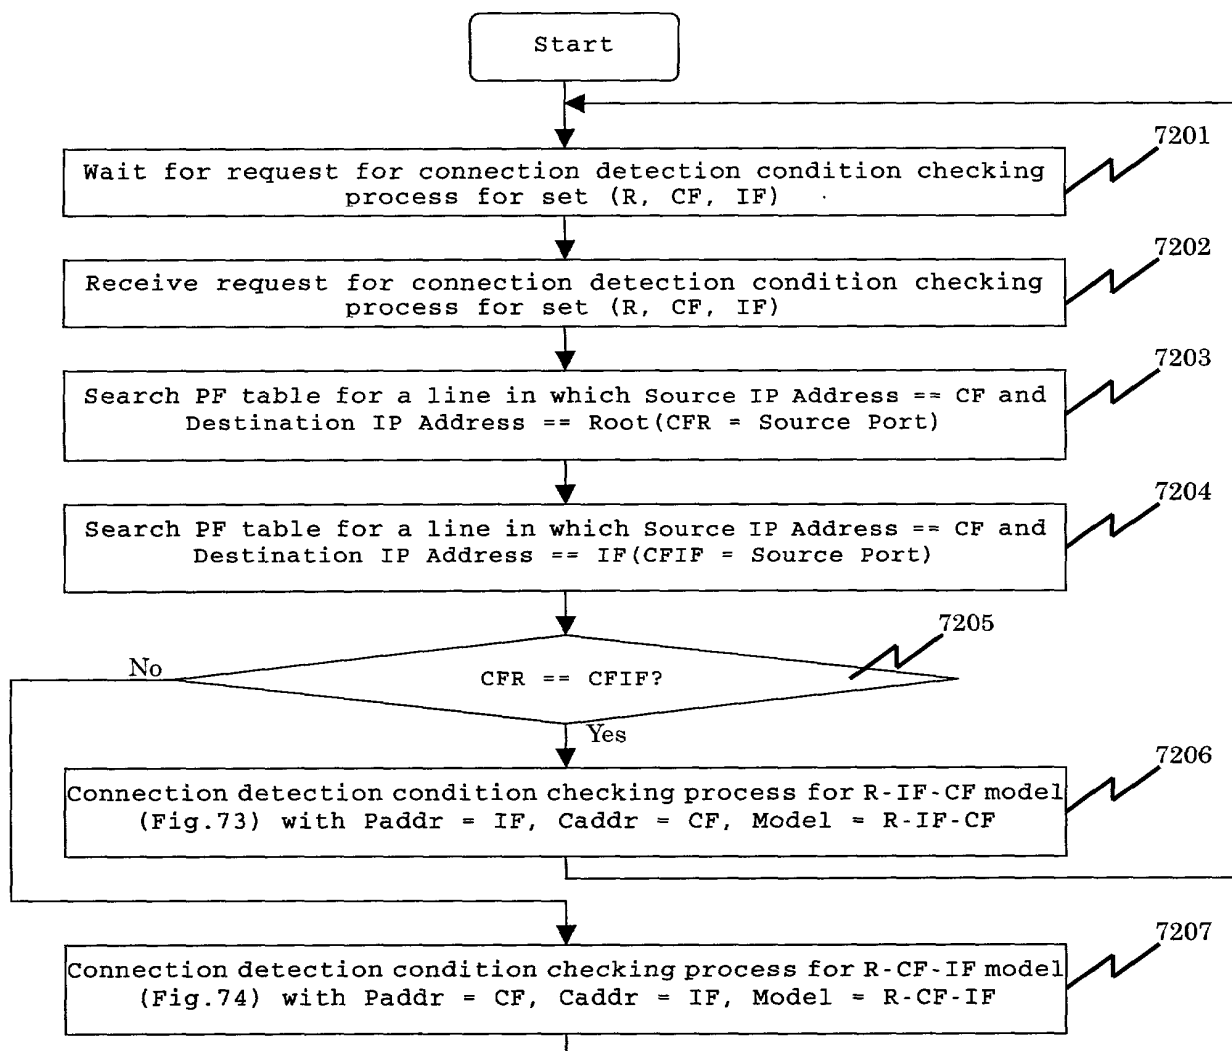 Start
7201
Wait for request for connection detection condition checking
process for set (R, CF, IF)
7202
Receive request for connection detection condition checking
process for set (R, CF, IF)
7203
Search PF table for a line in which Source IP Address == CF and
Destination IP Address == Root(CFR = Source Port)
7204
Search PF table for a line in which Source IP Address == CF and
Destination IP Address == IF(CFIF = Source Port)
7205
No
CFR == CFIF?
Yes
7206
Connection detection condition checking process for R-IF-CF model
(Fig.73) with Paddr = IF, Caddr = CF, Model = R-IF-CF
7207
Connection detection condition checking process for R-CF-IF model
(Fig.74) with Paddr = CF, Caddr = IF, Model = R-CF-IF